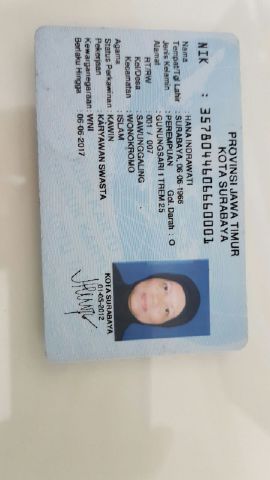 PROVINSI JAWA TIMUR
KOTA SURABAYA
NIK : 3578044606660001
Nama : HANA INDRAWATI
Tempat/Tgl Lahir : SURABAYA, 06-06-1966
Jenis Kelamin : PEREMPUAN Gol. Darah : O
Alamat : GUNUNGSARI 1 TREM 25
RT/RW : 001 / 007
Kel/Desa : SAWUNGGALING
Kecamatan : WONOKROMO
Agama : ISLAM
Status Perkawinan : KAWIN
Pekerjaan : KARYAWAN SWASTA
Kewarganegaraan : WNI
Berlaku Hingga : 06-06-2017
KOTA SURABAYA
01-05-2012